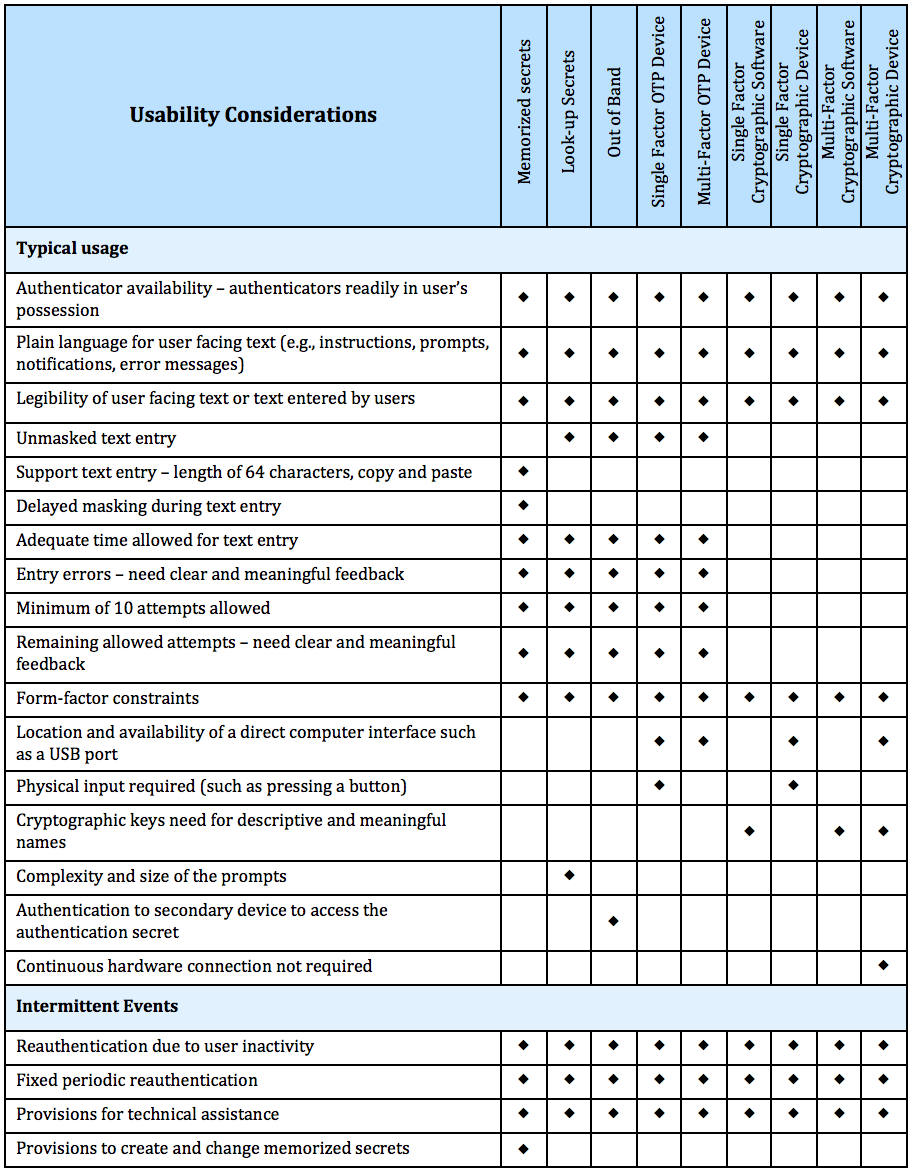 Usability Considerations
Memorized secrets
Look-up Secrets
Out of Band
Single Factor OTP Device
Multi-Factor OTP Device
Single Factor
Cryptographic Software
Single Factor
Cryptographic Device
Multi-Factor
Cryptographic Software
Multi-Factor
Cryptographic Device
Typical usage
Authenticator availability – authenticators readily in user’s
possession
Plain language for user facing text (e.g., instructions, prompts,
notifications, error messages)
Legibility of user facing text or text entered by users
Unmasked text entry
Support text entry – length of 64 characters, copy and paste
Delayed masking during text entry
Adequate time allowed for text entry
Entry errors – need clear and meaningful feedback
Minimum of 10 attempts allowed
Remaining allowed attempts – need clear and meaningful
feedback
Form-factor constraints
Location and availability of a direct computer interface such
as a USB port
Physical input required (such as pressing a button)
Cryptographic keys need for descriptive and meaningful
names
Complexity and size of the prompts
Authentication to secondary device to access the
authentication secret
Continuous hardware connection not required
Intermittent Events
Reauthentication due to user inactivity
Fixed periodic reauthentication
Provisions for technical assistance
Provisions to create and change memorized secrets